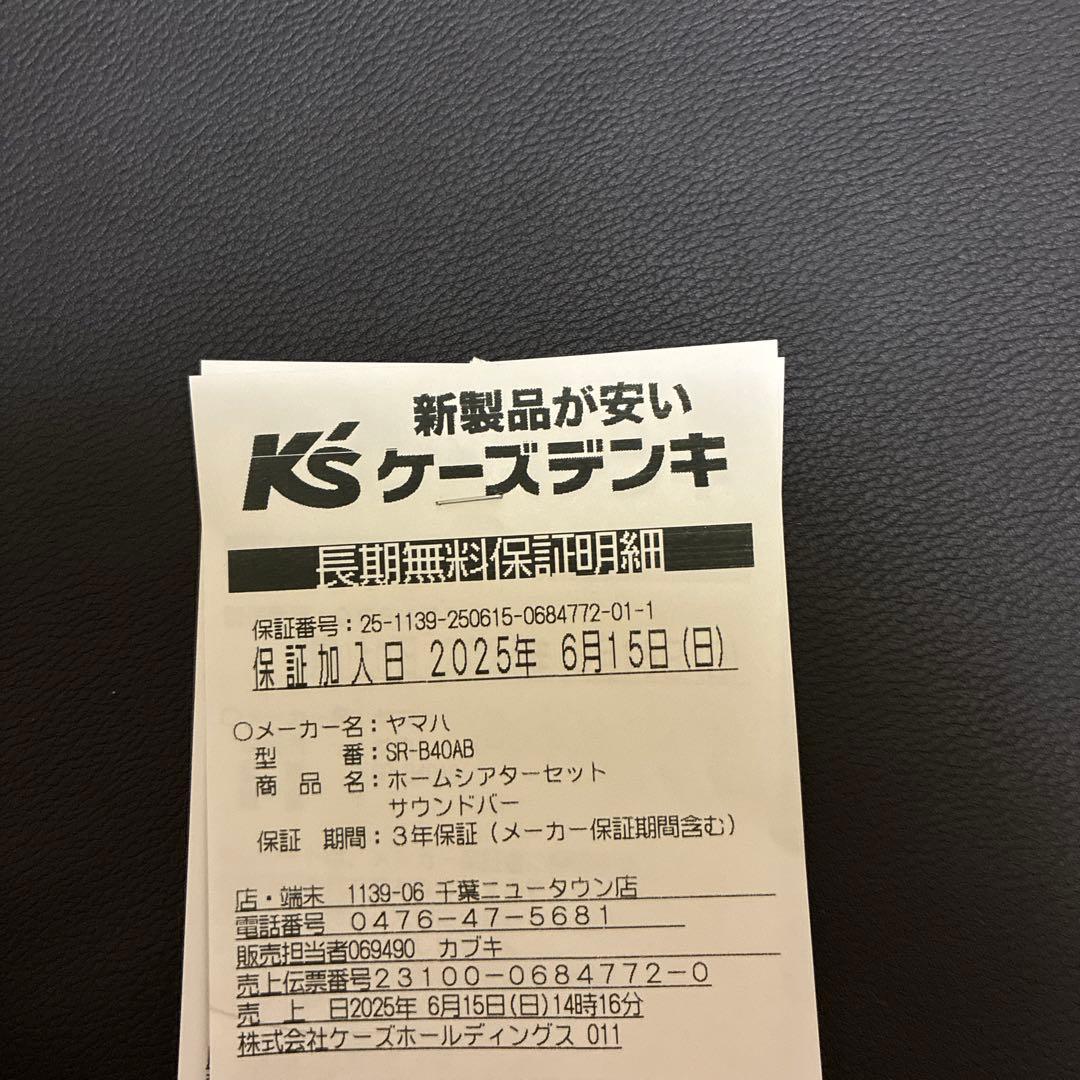 新製品が安い
K's ケーズデンキ
長期無料保証明細
保証番号：25-1139-250615-0684772-01-1
保証加入日 2025年 6月15日(日)
○メーカー名：ヤマハ
型 番：SR-B40AB
商 品 名：ホームシアターセット
サウンドバー
保証 期間：3年保証（メーカー保証期間含む）
店・端末 1139-06 千葉ニュータウン店
電話番号 0476-47-5681
販売担当者069490 カブキ
売上伝票番号23100-0684772-0
売 上 日2025年 6月15日(日)14時16分
株式会社ケーズホールディングス 011